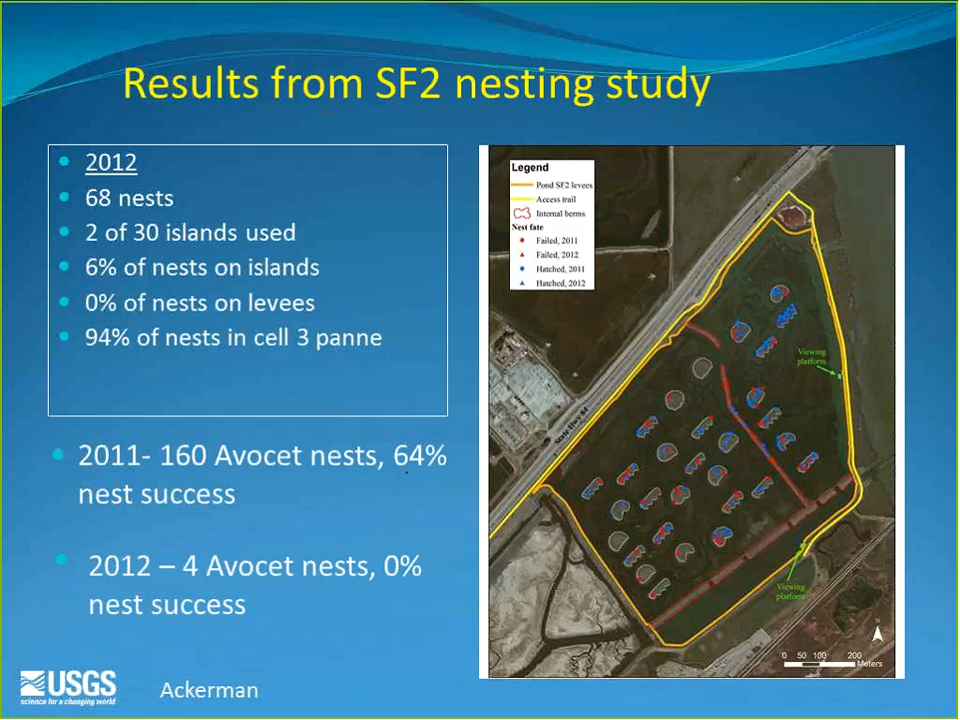 Results from SF2 nesting study
2012
68 nests
2 of 30 islands used
6% of nests on islands
0% of nests on levees
94% of nests in cell 3 panne
2011- 160 Avocet nests, 64%
nest success
2012 – 4 Avocet nests, 0%
nest success
Legend
Pond SF2 levees
Access trail
Internal berms
Nest fate
Failed, 2011
Failed, 2012
Hatched, 2011
Hatched, 2012
Viewing
platform
State Hwy 84
Viewing
platform
N
0 50 100 200
Meters
USGS
science for a changing world
Ackerman